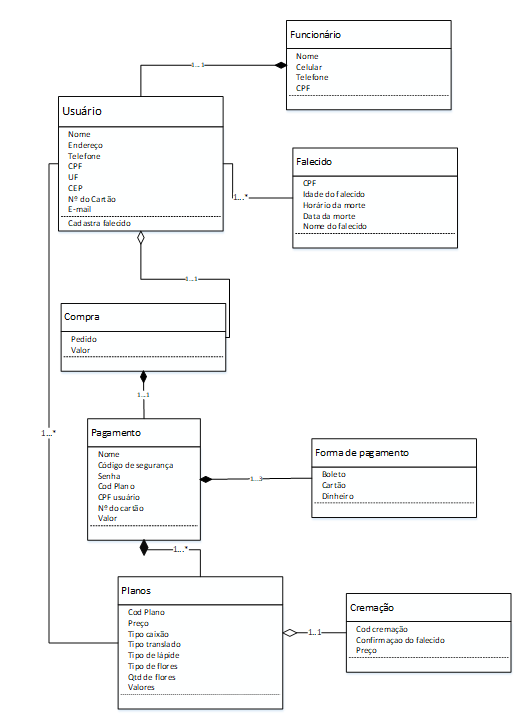 Funcionário
Nome
Celular
Telefone
CPF
1...1
Usuário
Nome
Endereço
Telefone
CPF
UF
CEP
Nº do Cartão
E-mail
Cadastra falecido
Falecido
CPF
Idade do falecido
Horário da morte
Data da morte
Nome do falecido
1...*
1...1
Compra
Pedido
Valor
1...1
1...*
Pagamento
Nome
Código de segurança
Senha
Cod Plano
CPF usuário
Nº do cartão
Valor
1...3
Forma de pagamento
Boleto
Cartão
Dinheiro
1...*
Planos
Cod Plano
Preço
Tipo caixão
Tipo translado
Tipo de lápide
Tipo de flores
Qtd de flores
Valores
1...1
Cremação
Cod cremação
Confirmaçao do falecido
Preço